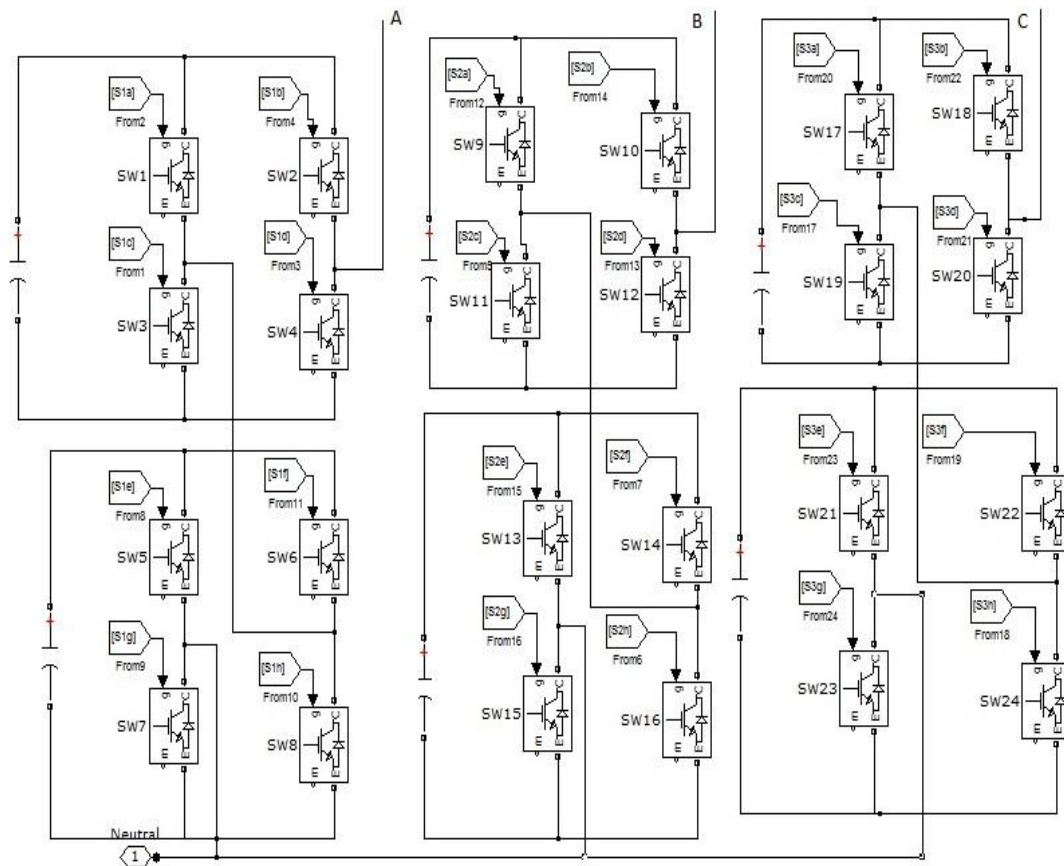 A
B
C
[S1a]
From2
SW1
[S1b]
From4
SW2
[S1c]
From1
SW3
[S1d]
From3
SW4
[S2a]
From12
SW9
[S2b]
From14
SW10
[S2c]
From5
SW11
[S2d]
From13
SW12
[S3a]
From20
SW17
[S3b]
From22
SW18
[S3c]
From17
SW19
[S3d]
From21
SW20
[S1e]
From8
SW5
[S1f]
From11
SW6
[S1g]
From9
SW7
[S1h]
From10
SW8
[S2e]
From15
SW13
[S2f]
From7
SW14
[S2g]
From16
SW15
[S2h]
From6
SW16
[S3e]
From23
SW21
[S3f]
From19
SW22
[S3g]
From24
SW23
[S3h]
From18
SW24
Neutral
1